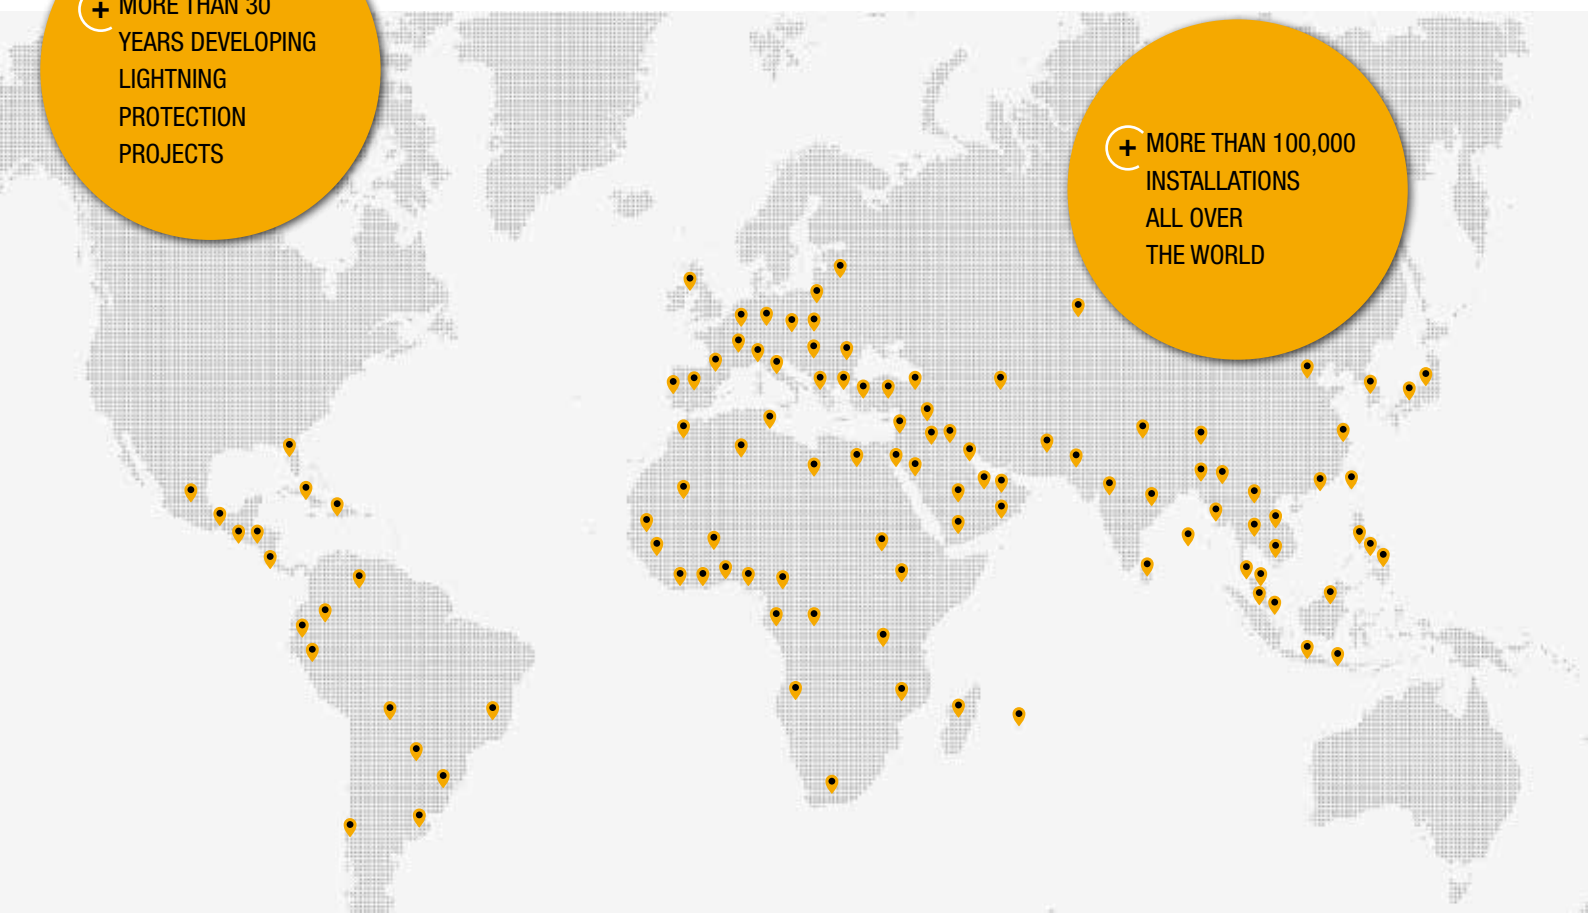 + MORE THAN 30
YEARS DEVELOPING
LIGHTNING
PROTECTION
PROJECTS
+ MORE THAN 100,000
INSTALLATIONS
ALL OVER
THE WORLD